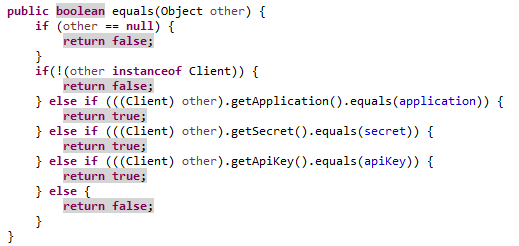 public boolean equals(Object other) {
    if (other == null) {
        return false;
    }
    if(!(other instanceof Client)) {
        return false;
    } else if (((Client) other).getApplication().equals(application)) {
        return true;
    } else if (((Client) other).getSecret().equals(secret)) {
        return true;
    } else if (((Client) other).getApiKey().equals(apiKey)) {
        return true;
    } else {
        return false;
    }
}